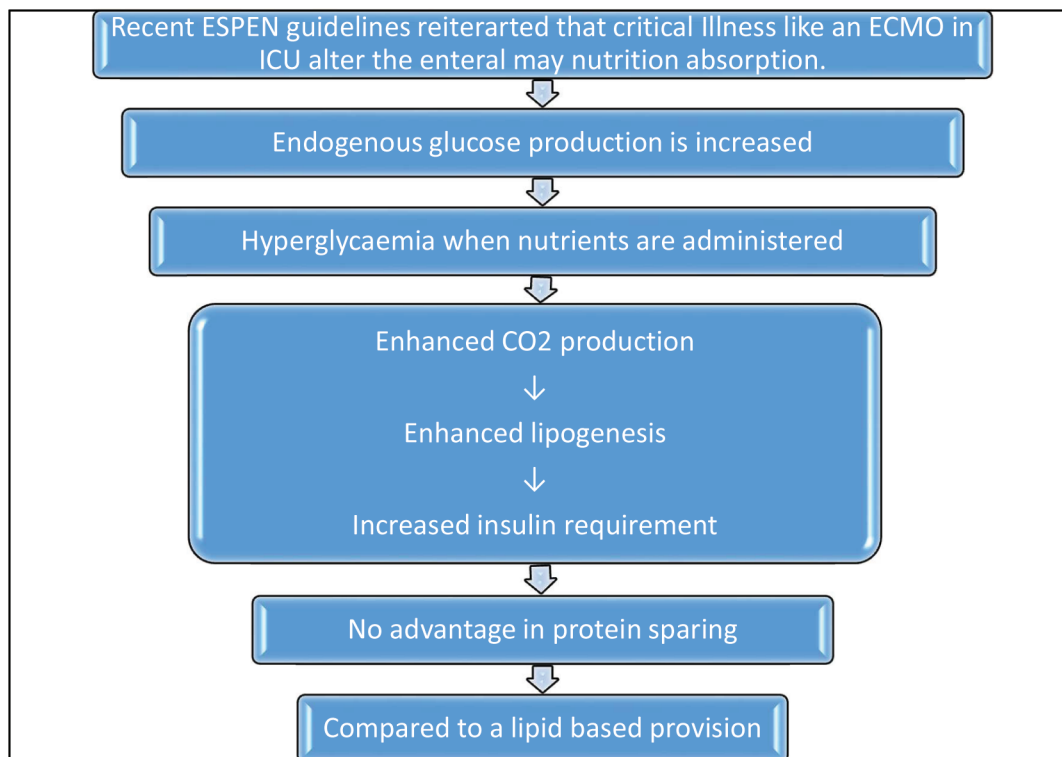 Recent ESPEN guidelines reiterarted that critical Illness like an ECMO in
ICU alter the enteral may nutrition absorption.
Endogenous glucose production is increased
Hyperglycaemia when nutrients are administered
Enhanced CO2 production
↓
Enhanced lipogenesis
↓
Increased insulin requirement
No advantage in protein sparing
Compared to a lipid based provision